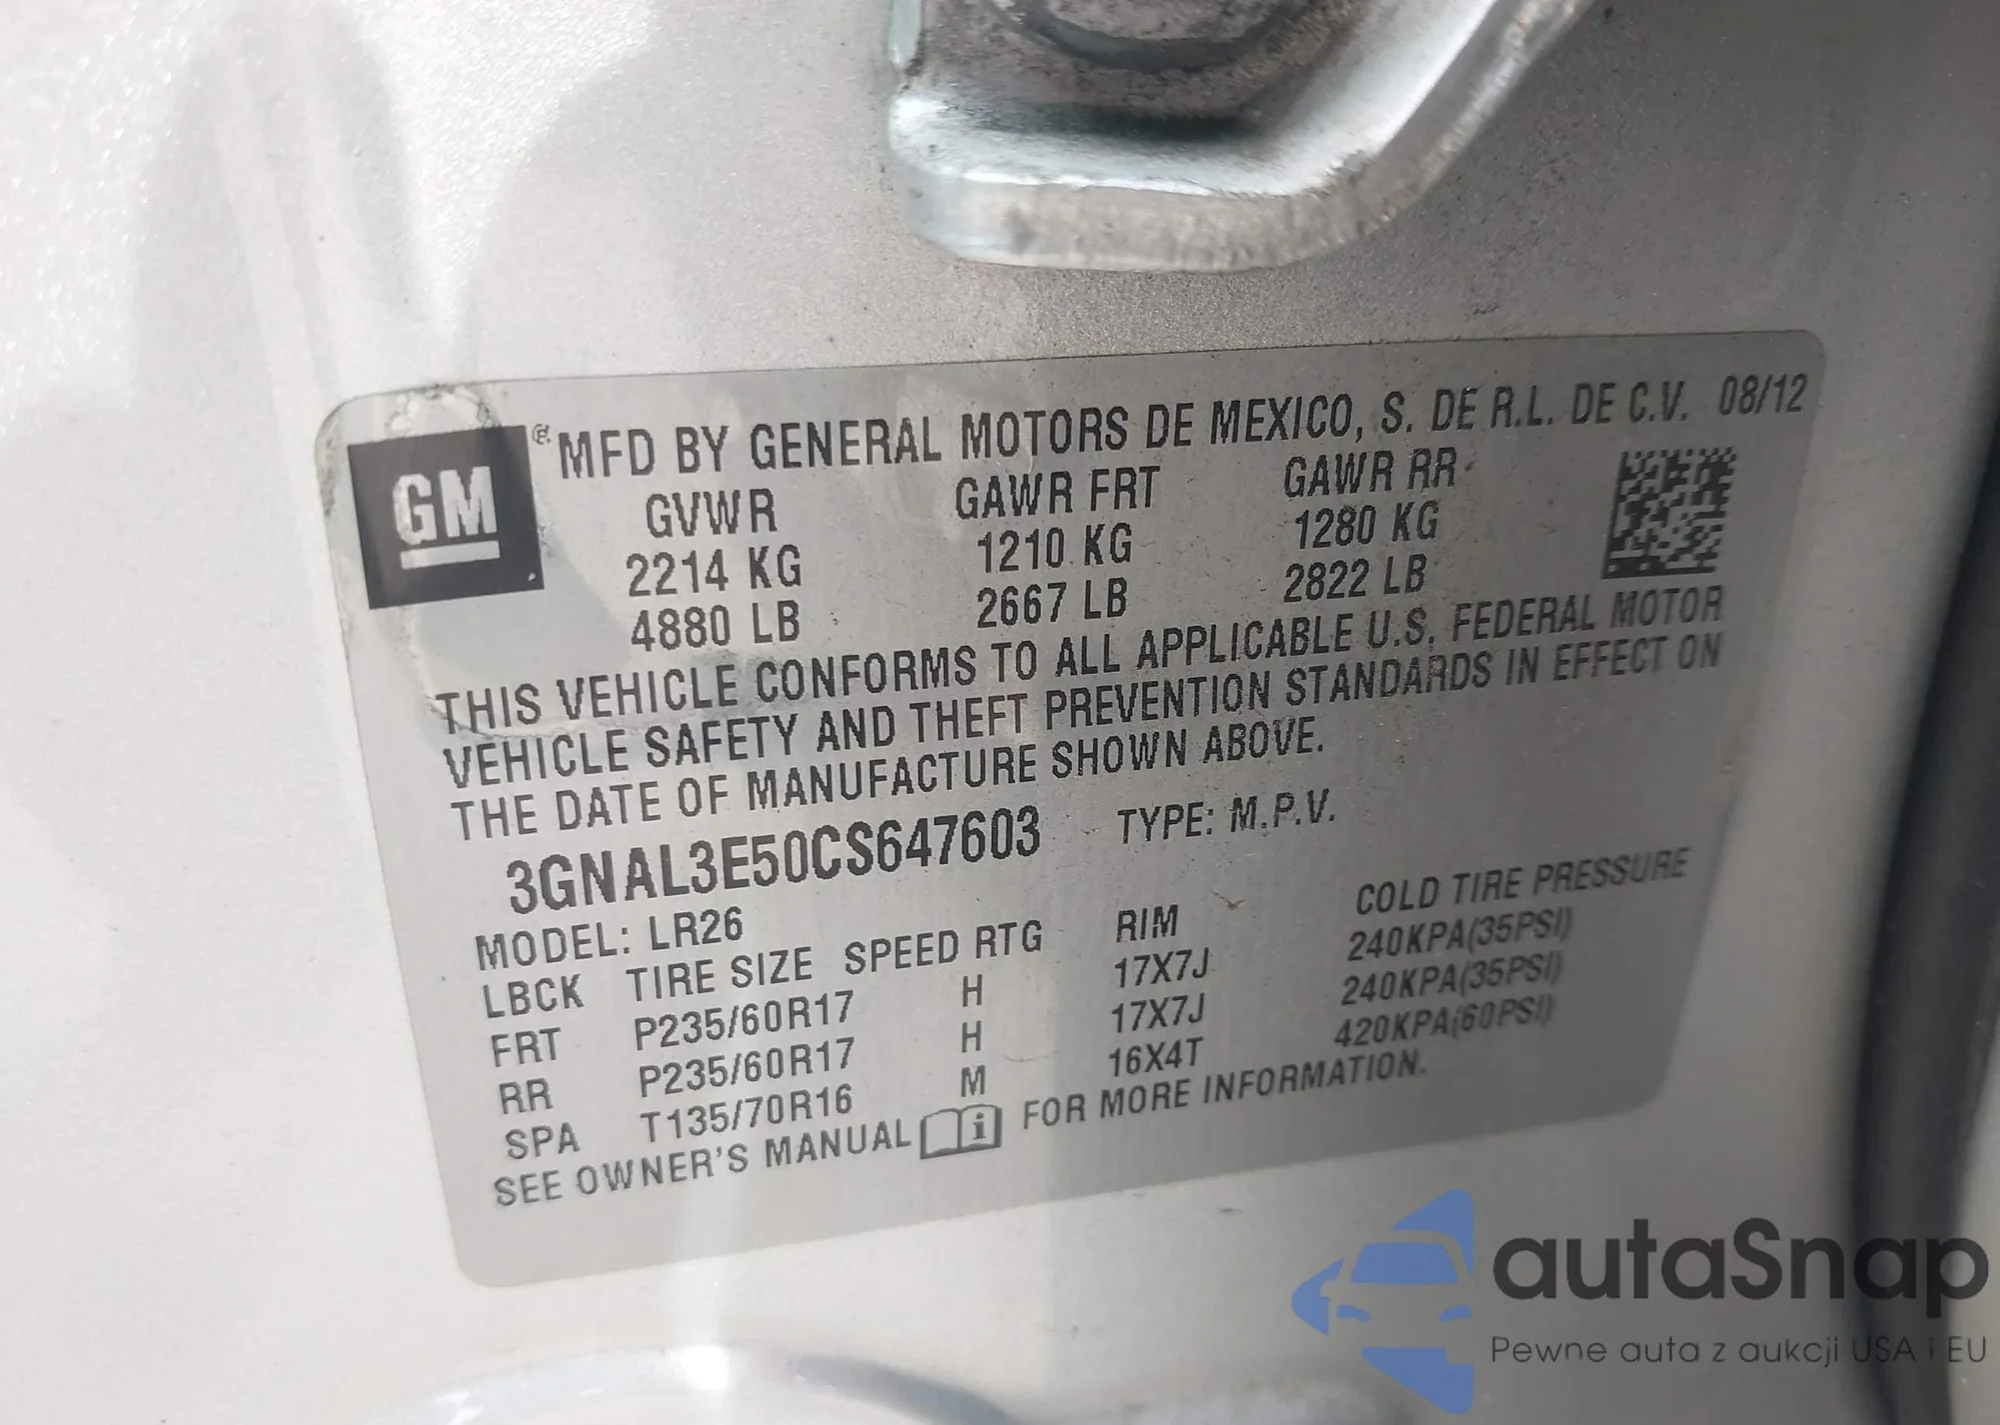 GM
® MFD BY GENERAL MOTORS DE MEXICO, S. DE R.L. DE C.V. 08/12
GVWR GAWR FRT GAWR RR
2214 KG 1210 KG 1280 KG
4880 LB 2667 LB 2822 LB
THIS VEHICLE CONFORMS TO ALL APPLICABLE U.S. FEDERAL MOTOR
VEHICLE SAFETY AND THEFT PREVENTION STANDARDS IN EFFECT ON
THE DATE OF MANUFACTURE SHOWN ABOVE.
3GNAL3E50CS647603 TYPE: M.P.V.
MODEL: LR26
LBCK TIRE SIZE SPEED RTG RIM COLD TIRE PRESSURE
FRT P235/60R17 H 17X7J 240KPA(35PSI)
RR P235/60R17 H 17X7J 240KPA(35PSI)
SPA T135/70R16 M 16X4T 420KPA(60PSI)
SEE OWNER'S MANUAL i FOR MORE INFORMATION.
autaSnap
Pewne auta z aukcji USA i EU